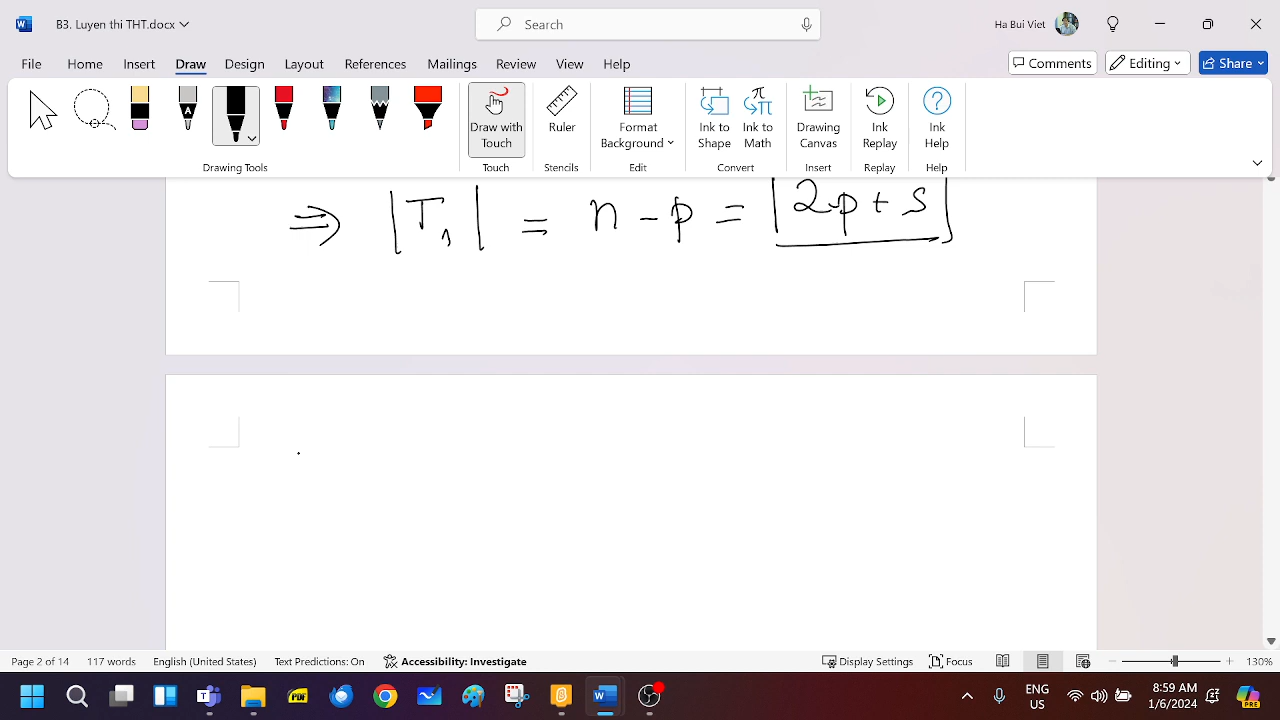 B3. Luyen thi THT.docx
Search
Ha Bui Viet
File Home Insert Draw Design Layout References Mailings Review View Help
Comments Editing Share
Draw with Touch
Ruler
Format Background
Ink to Shape
Ink to Math
Drawing Canvas
Ink Replay
Ink Help
Drawing Tools Touch Stencils Edit Convert Insert Replay Help
⇒ |T₁| = n - p = |2p + s|
Page 2 of 14 117 words English (United States) Text Predictions: On Accessibility: Investigate Display Settings Focus 130%
ENG US 8:59 AM 1/6/2024
PDF
PRE